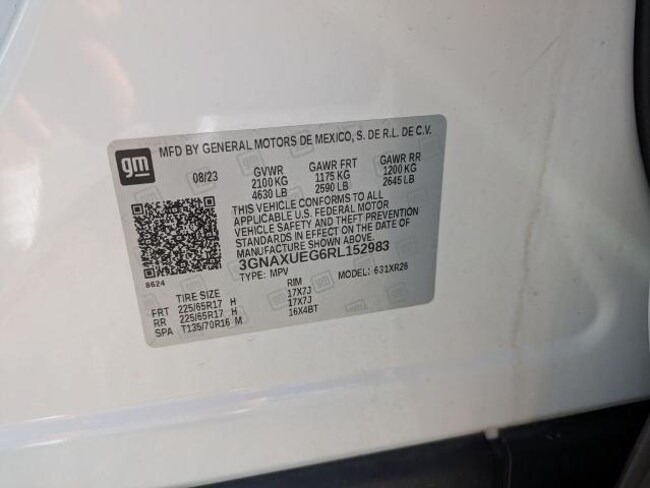 gm
MFD BY GENERAL MOTORS DE MEXICO, S. DE R.L. DE C.V.
08/23 GVWR GAWR FRT GAWR RR
2100 KG 1175 KG 1200 KG
4630 LB 2590 LB 2645 LB
THIS VEHICLE CONFORMS TO ALL
APPLICABLE U.S. FEDERAL MOTOR
VEHICLE SAFETY AND THEFT PREVENTION
STANDARDS IN EFFECT ON THE DATE OF
MANUFACTURE SHOWN ABOVE.
3GNAXUEG6RL152983
8624
TYPE: MPV MODEL: 631XR26
TIRE SIZE RIM
FRT 225/65R17 H 17X7J
RR 225/65R17 H 17X7J
SPA T135/70R16 M 16X4BT